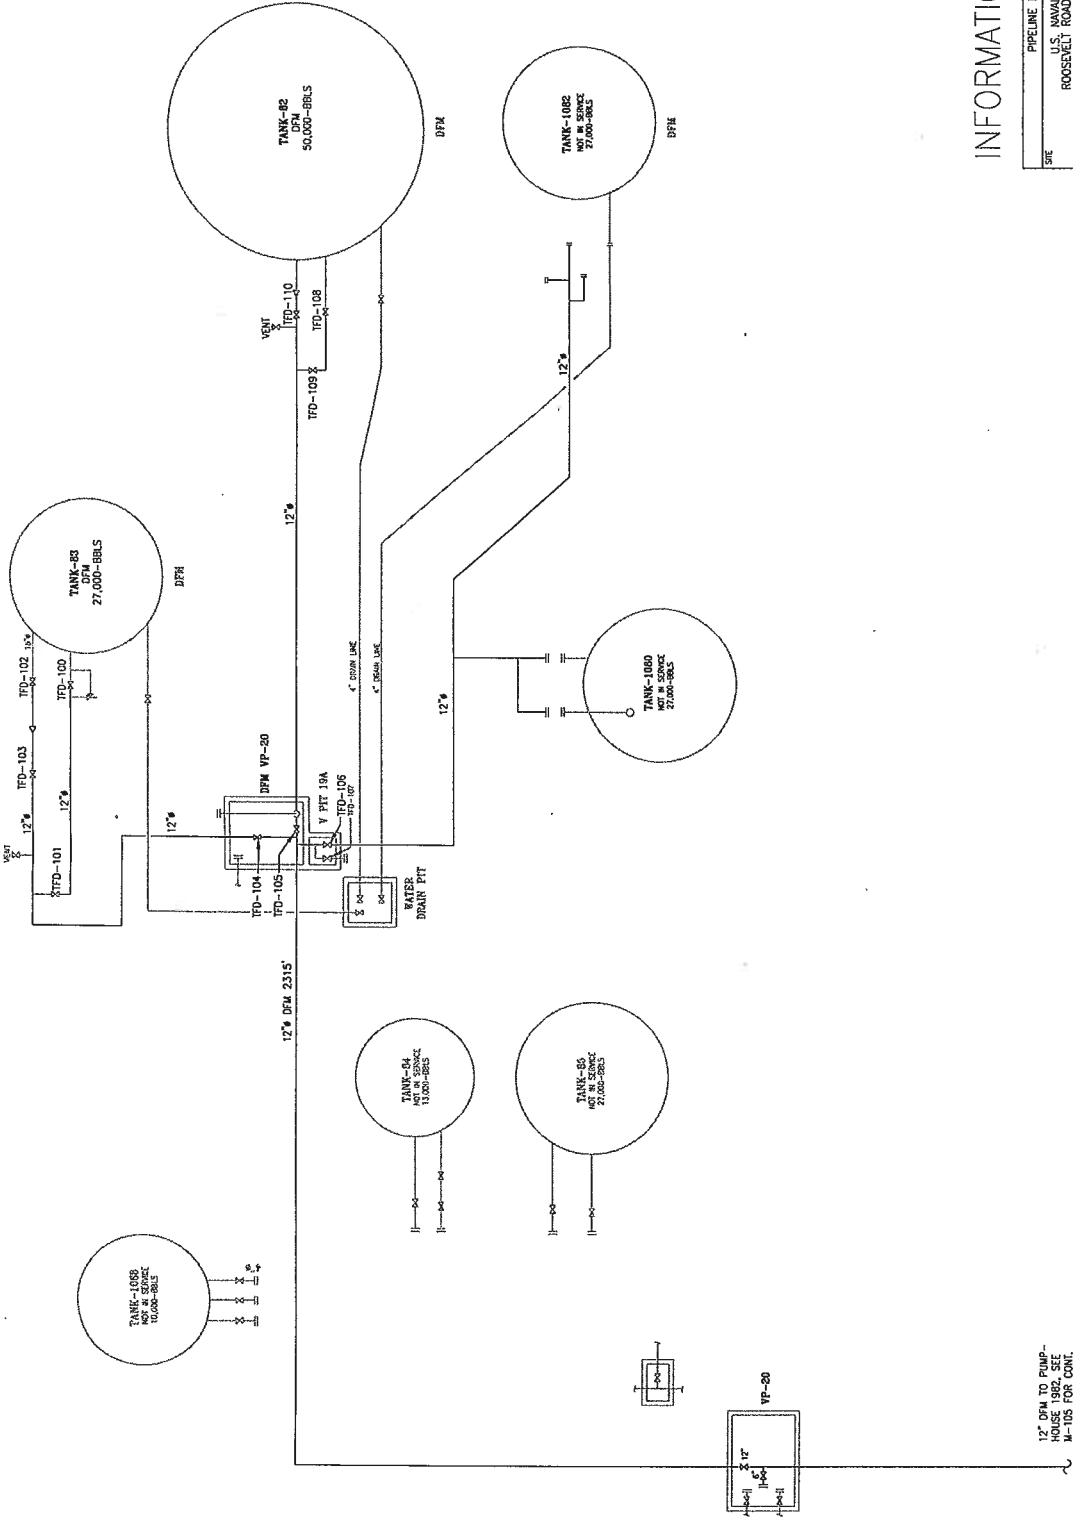 INFORMATIO
PIPELINE
SITE
U.S. NAVAL
ROOSEVELT ROAD
TANK-82
DFM
50,000-BBLS
DFM
TANK-1082
NOT IN SERVICE
27,000-BBLS
DFM
VENT
TFD-110
TFD-108
TFD-109
12"ø
12"ø
TANK-83
DFM
27,000-BBLS
DFM
TFD-102
TFD-100
TFD-103
12"ø
12"ø
VENT
TFD-101
12"ø
DFM VP-20
V PIT 19A
TFD-106
TFD-107
TFD-104
TFD-105
4" DRAIN LINE
4" DRAIN LINE
12"ø
WATER
DRAIN PIT
TANK-1080
NOT IN SERVICE
27,000-BBLS
12"ø DFM 2315'
TANK-84
NOT IN SERVICE
13,000-BBLS
TANK-85
NOT IN SERVICE
27,000-BBLS
TANK-1068
NOT IN SERVICE
10,000-BBLS
VP-20
12"
6"
12" DFM TO PUMP-
HOUSE 1982, SEE
M-105 FOR CONT.